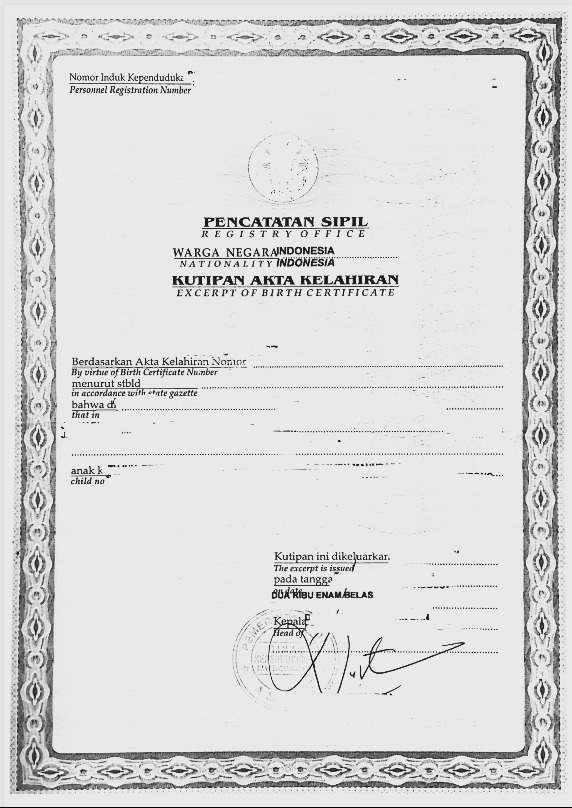 Nomor Induk Kependuduka
Personnel Registration Number
PENCATATAN SIPIL
REGISTRY OFFICE
WARGA NEGARA INDONESIA
NATIONALITY INDONESIA
KUTIPAN AKTA KELAHIRAN
EXCERPT OF BIRTH CERTIFICATE
Berdasarkan Akta Kelahiran Nomor
By virtue of Birth Certificate Number
menurut stbld
in accordance with state gazette
bahwa di
that in
anak k
child no
Kutipan ini dikeluarkan
The excerpt is issued
pada tangga
on date
DUA RIBU ENAM BELAS
Kepala
Head of